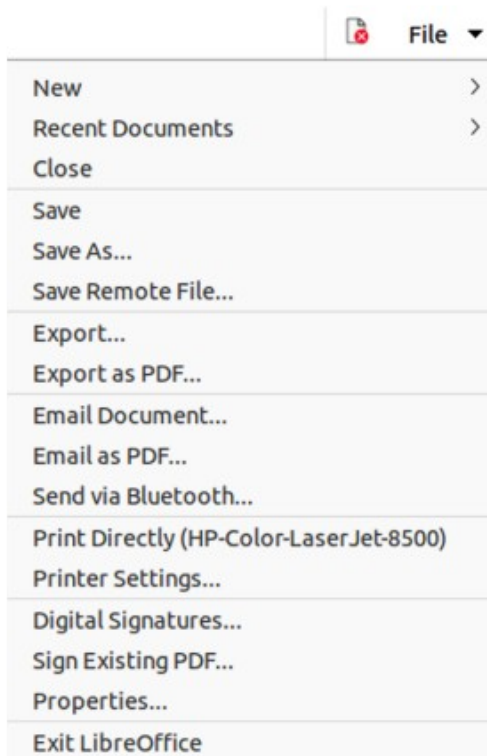 File
New
Recent Documents
Close
Save
Save As...
Save Remote File...
Export...
Export as PDF...
Email Document...
Email as PDF...
Send via Bluetooth...
Print Directly (HP-Color-LaserJet-8500)
Printer Settings...
Digital Signatures...
Sign Existing PDF...
Properties...
Exit LibreOffice